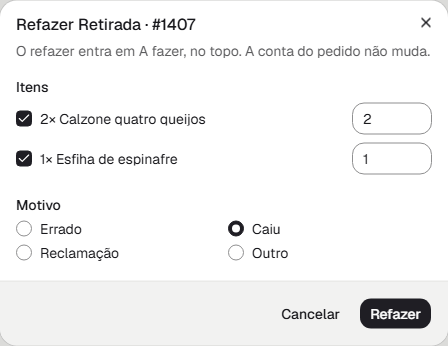 Refazer Retirada · #1407
O refazer entra em A fazer, no topo. A conta do pedido não muda.
Itens
2× Calzone quatro queijos
2
1× Esfiha de espinafre
1
Motivo
Errado
Caiu
Reclamação
Outro
Cancelar
Refazer